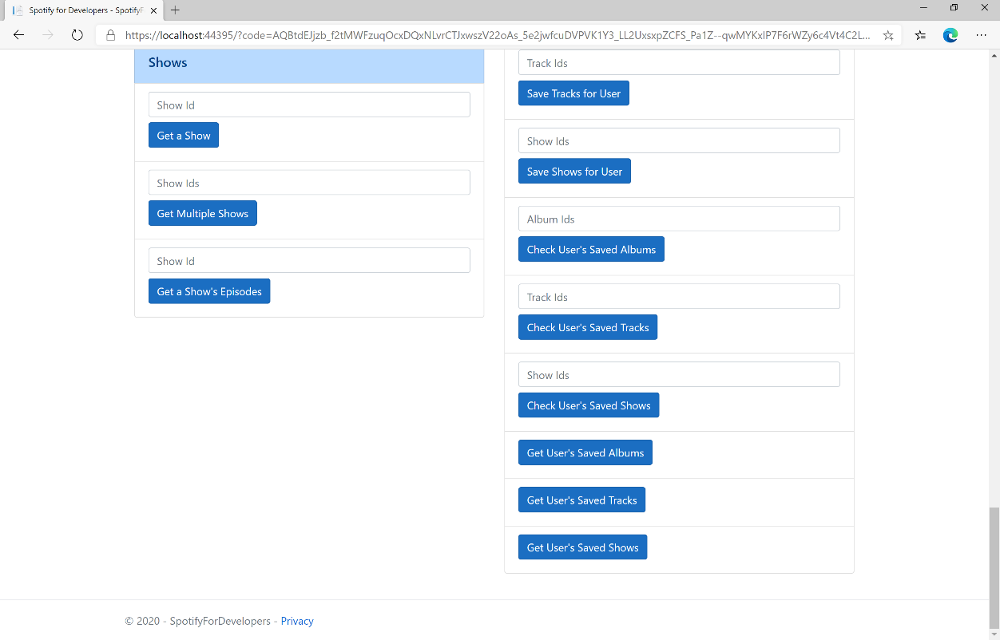 Spotify for Developers - SpotifyF
https://localhost:44395/?code=AQBtdEJjzb_f2tMWFzuqOcxDQxNLvrCTJxwszV22oAs_5e2jwfcuDVPVK1Y3_LL2UxsxpZCFS_Pa1Z--qwMYKxIP7F6rWZy6c4Vt4C2L...
Shows
Show Id
Get a Show
Show Ids
Get Multiple Shows
Show Id
Get a Show's Episodes
Track Ids
Save Tracks for User
Show Ids
Save Shows for User
Album Ids
Check User's Saved Albums
Track Ids
Check User's Saved Tracks
Show Ids
Check User's Saved Shows
Get User's Saved Albums
Get User's Saved Tracks
Get User's Saved Shows
© 2020 - SpotifyForDevelopers - Privacy